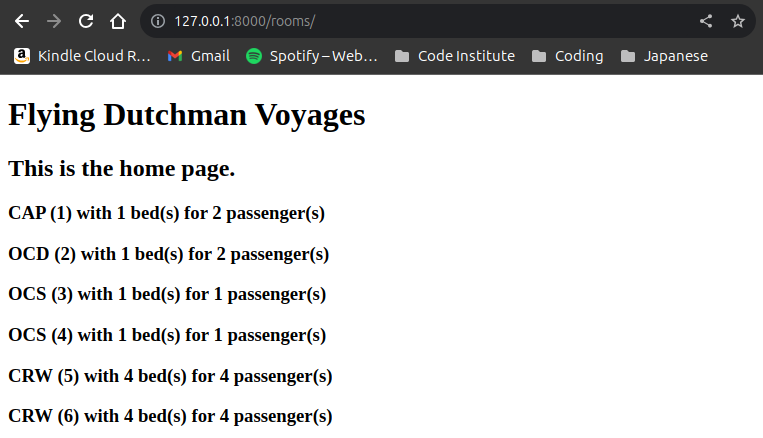 127.0.0.1:8000/rooms/
Kindle Cloud R... Gmail Spotify – Web... Code Institute Coding Japanese
Flying Dutchman Voyages
This is the home page.
CAP (1) with 1 bed(s) for 2 passenger(s)
OCD (2) with 1 bed(s) for 2 passenger(s)
OCS (3) with 1 bed(s) for 1 passenger(s)
OCS (4) with 1 bed(s) for 1 passenger(s)
CRW (5) with 4 bed(s) for 4 passenger(s)
CRW (6) with 4 bed(s) for 4 passenger(s)